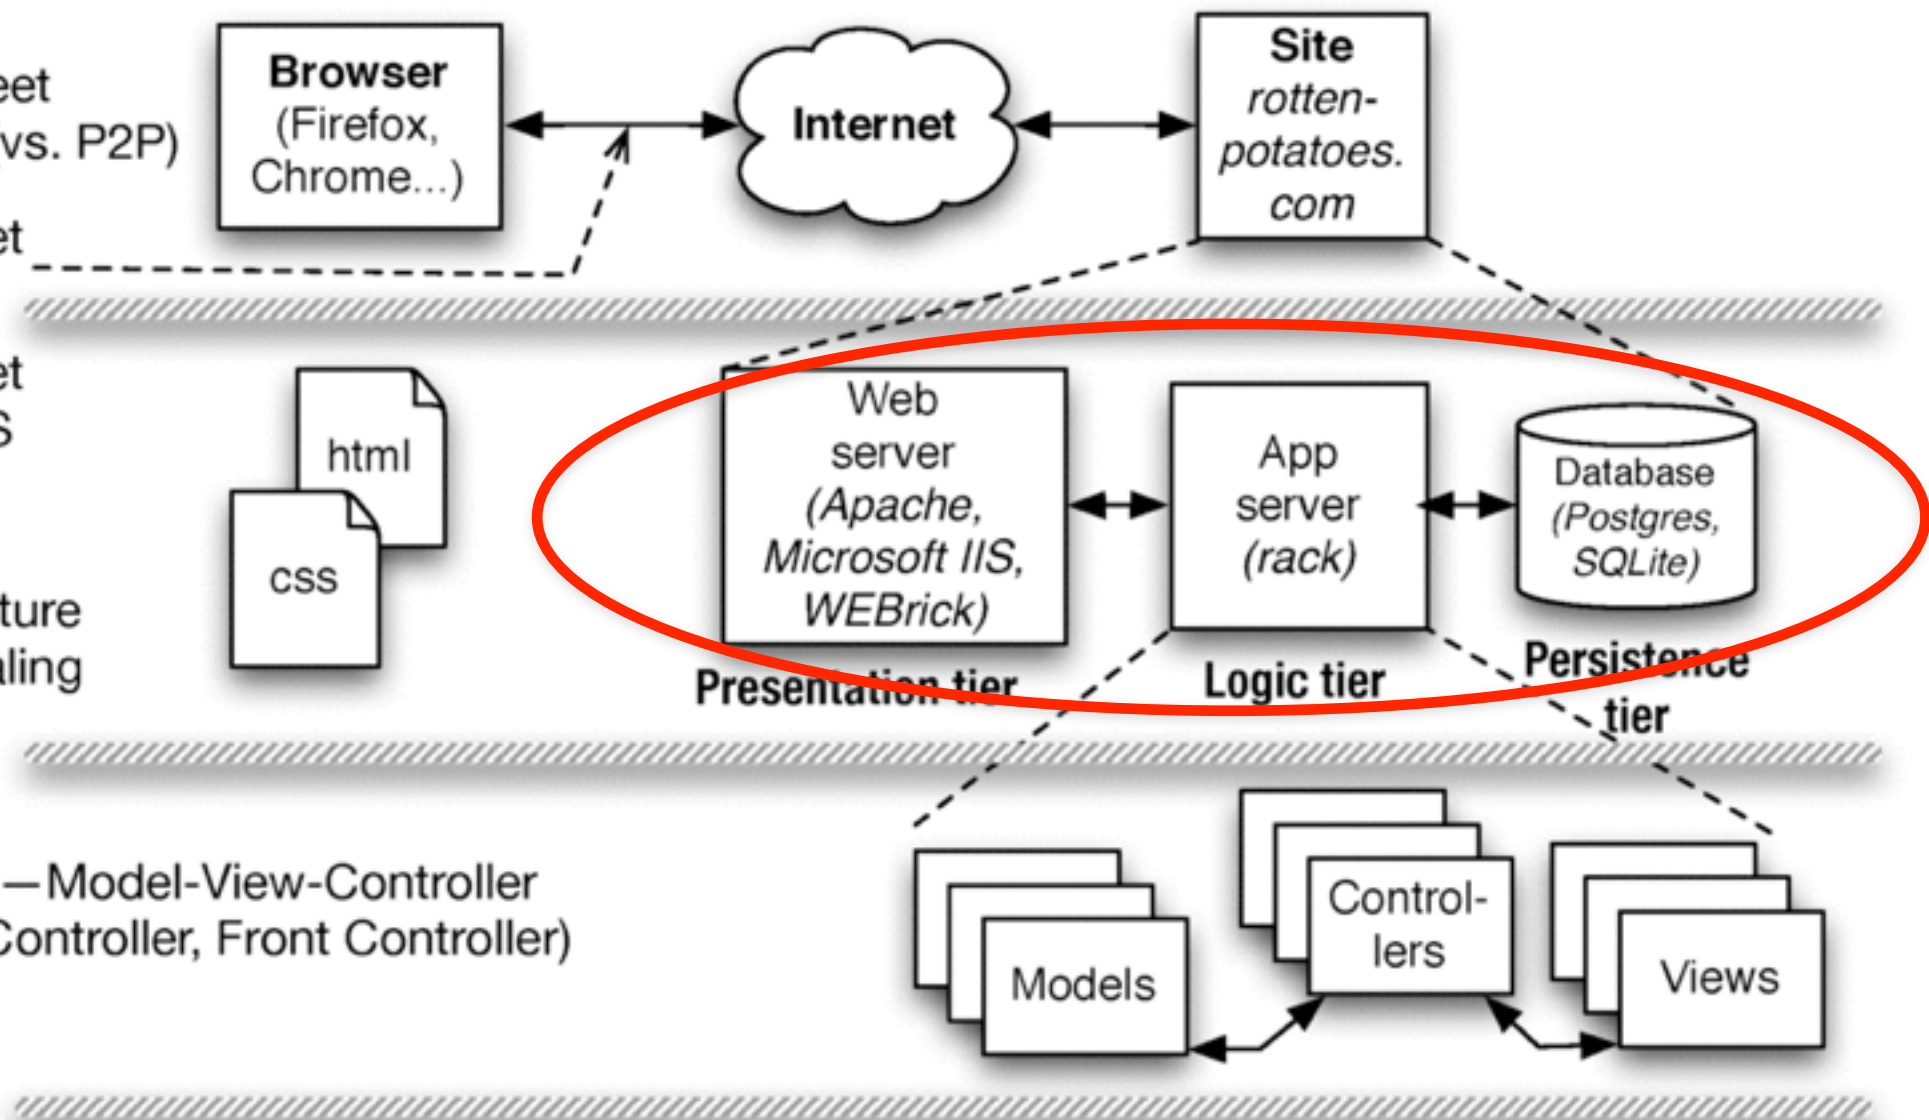 eet
vs. P2P)
et
Browser
(Firefox,
Chrome...)
Internet
Site
rotten-
potatoes.
com
et
S
ture
aling
html
css
Web
server
(Apache,
Microsoft IIS,
WEBrick)
Presentation tier
App
server
(rack)
Logic tier
Database
(Postgres,
SQLite)
Persistence
tier
—Model-View-Controller
Controller, Front Controller)
Models
Control-
lers
Views